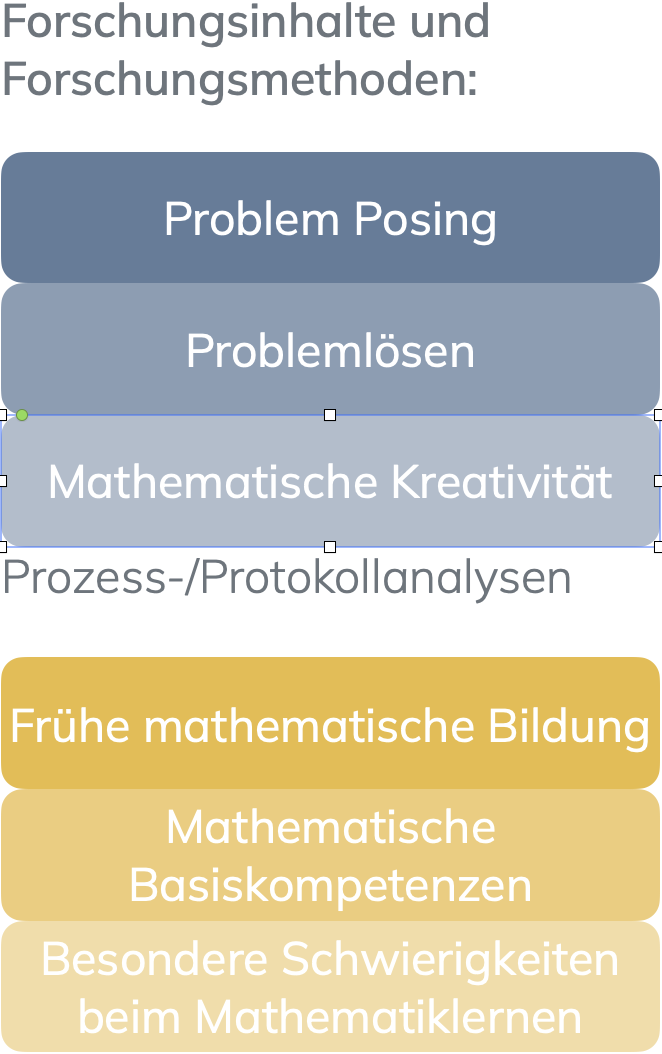 Forschungsinhalte und
Forschungsmethoden:
Problem Posing
Problemlösen
Mathematische Kreativität
Prozess-/Protokollanalysen
Frühe mathematische Bildung
Mathematische
Basiskompetenzen
Besondere Schwierigkeiten
beim Mathematiklernen